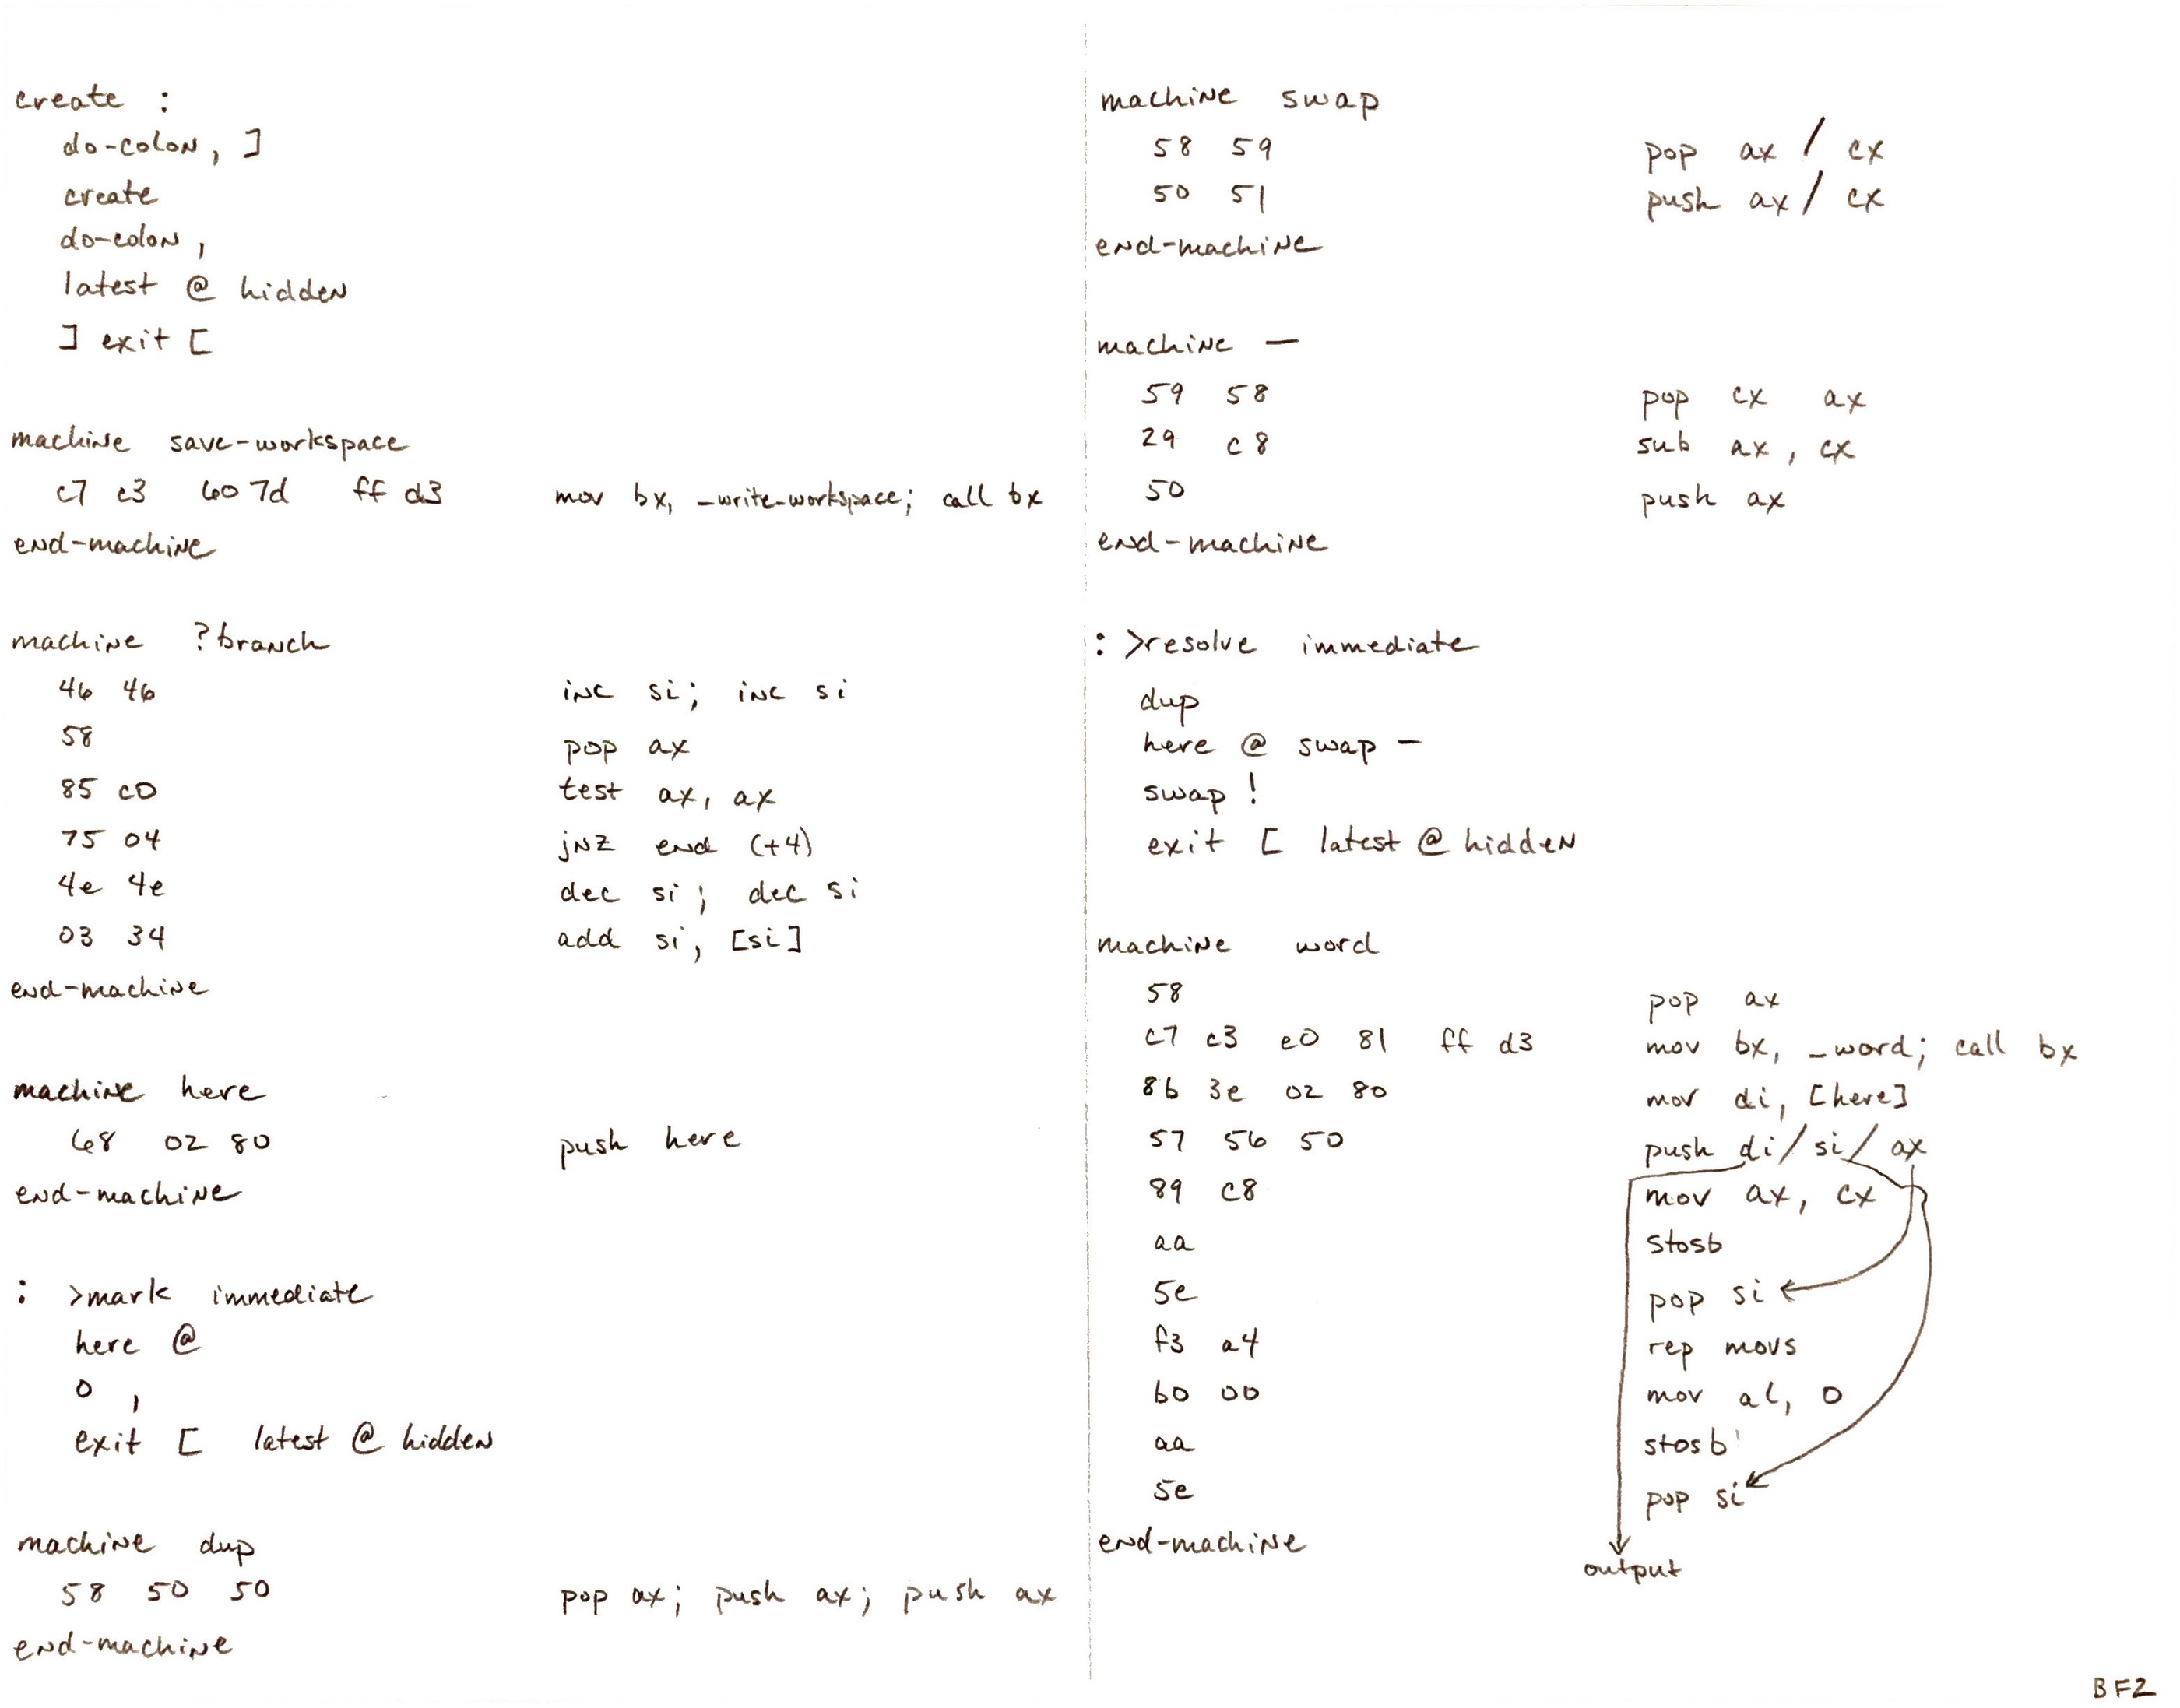 create :
do-colon, ]
create
do-colon,
latest @ hidden
] exit [
machine save-workspace
c7 c3 60 7d ff d3 mov bx, _write-workspace; call bx
end-machine
machine ?branch
46 46 inc si; inc si
58 pop ax
85 c0 test ax, ax
75 04 jnz end (+4)
4e 4e dec si; dec si
03 34 add si, [si]
end-machine
machine here
68 02 80 push here
end-machine
: >mark immediate
here @
0 ,
exit [ latest @ hidden
machine dup
58 50 50 pop ax; push ax; push ax
end-machine
machine swap
58 59 pop ax / cx
50 51 push ax / cx
end-machine
machine -
59 58 pop cx ax
29 c8 sub ax, cx
50 push ax
end-machine
: >resolve immediate
dup
here @ swap -
swap !
exit [ latest @ hidden
machine word
58 pop ax
c7 c3 e0 81 ff d3 mov bx, _word; call bx
8b 3e 02 80 mov di, [here]
57 56 50 push di / si / ax
89 c8 mov ax, cx
aa stosb
5e pop si
f3 a4 rep movs
b0 00 mov al, 0
aa stosb
5e pop si
end-machine
output
BF2